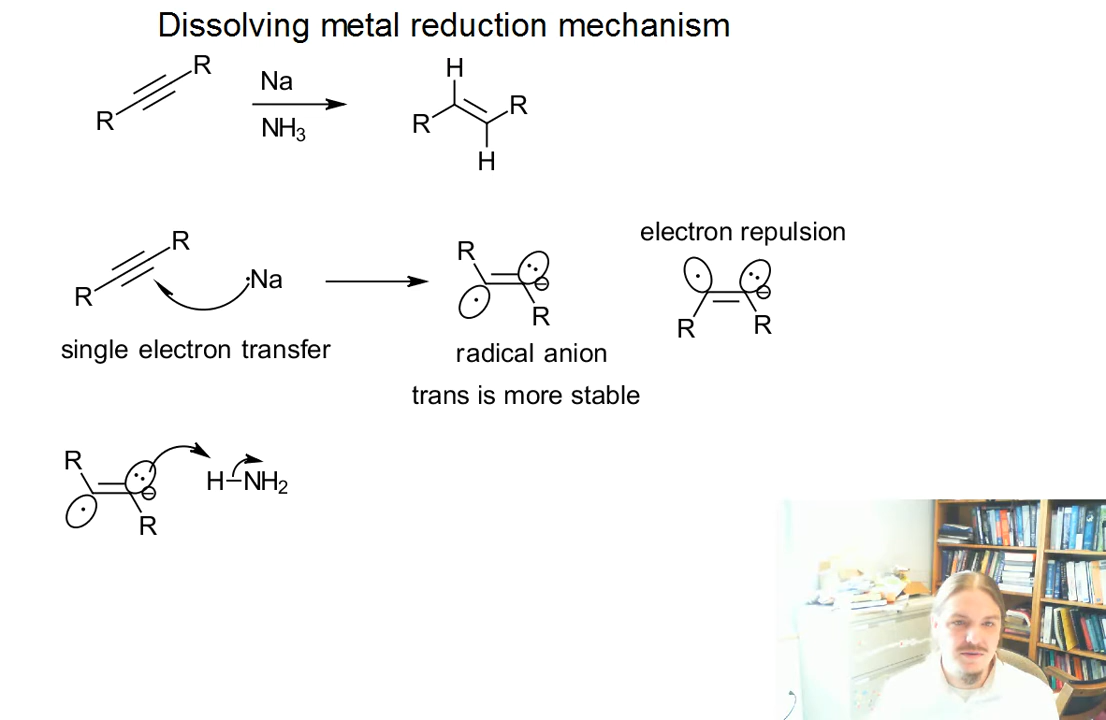 Dissolving metal reduction mechanism
R
R
Na
NH3
H
R
R
H
R
R
:Na
single electron transfer
R
R
radical anion
trans is more stable
electron repulsion
R
R
R
R
H–NH2